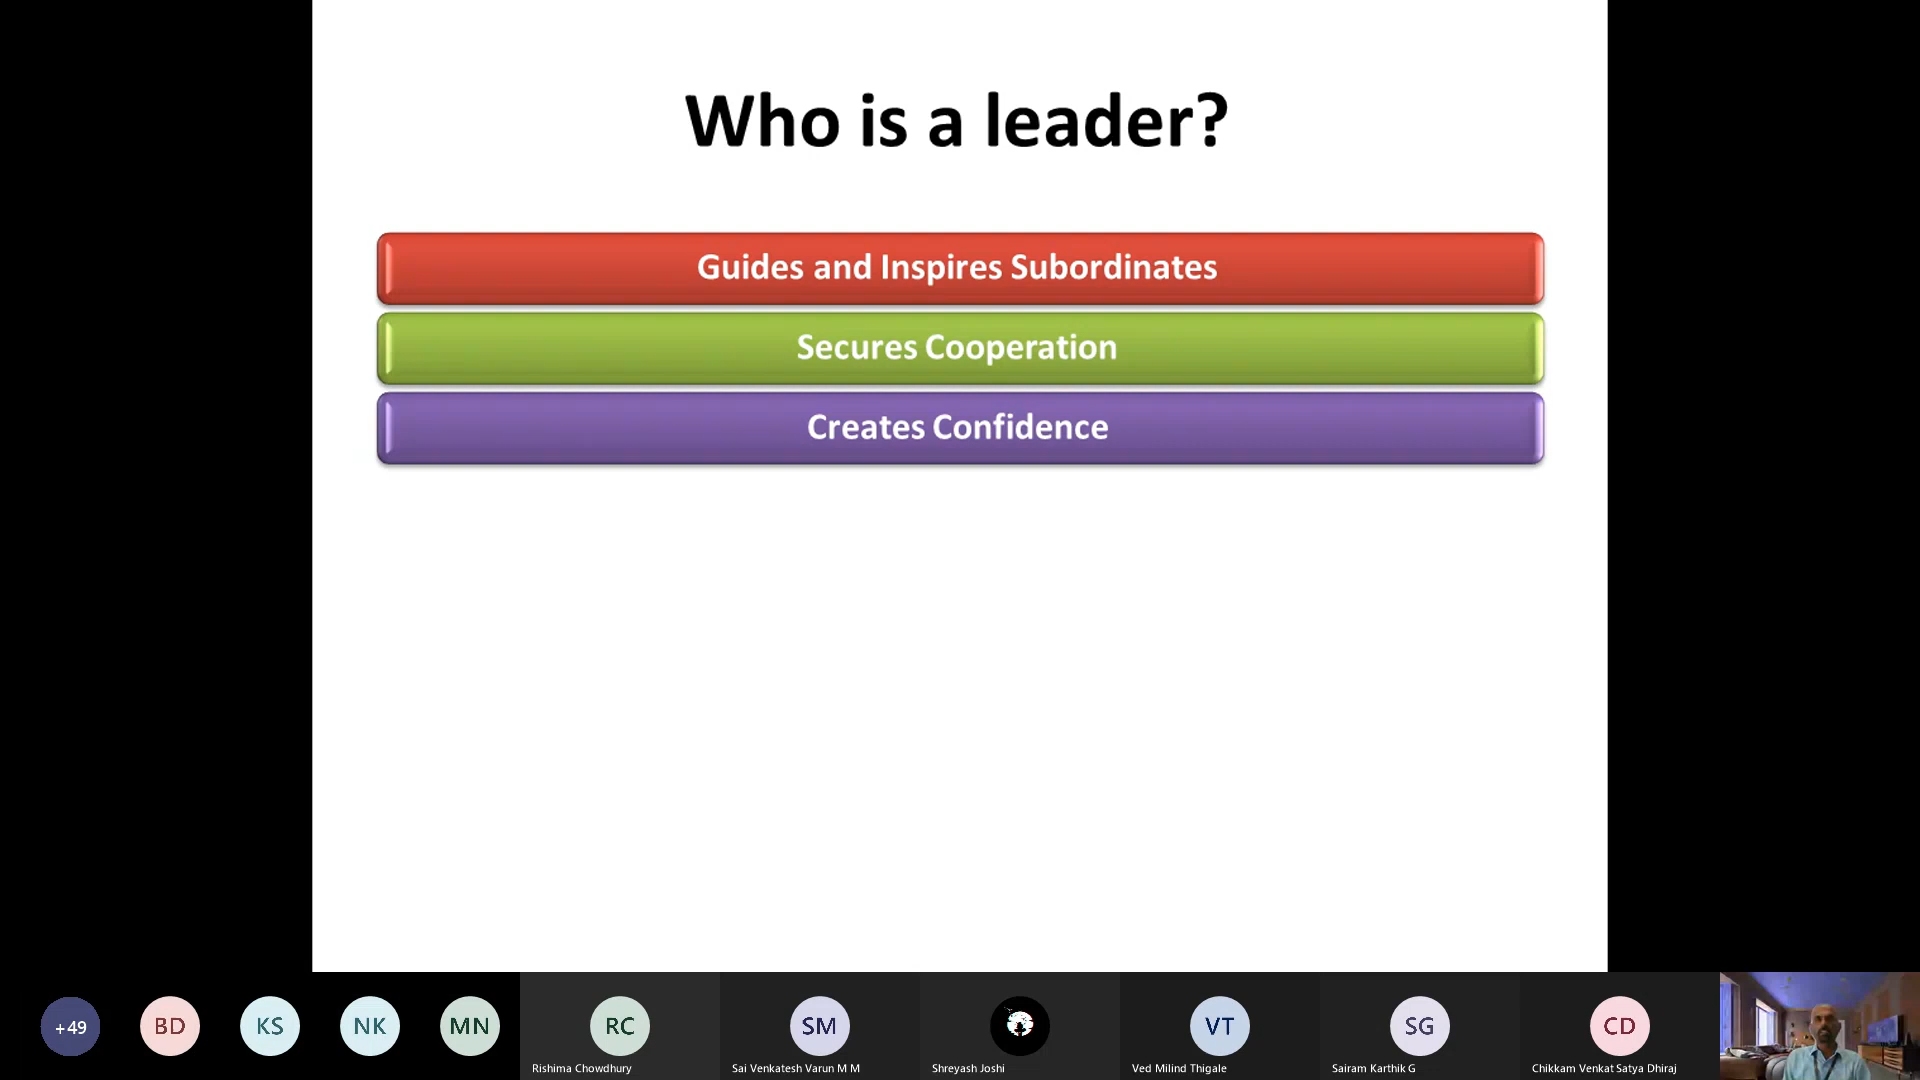 Who is a leader?
Guides and Inspires Subordinates
Secures Cooperation
Creates Confidence
+49
BD
KS
NK
MN
RC
SM
VT
SG
CD
Rishima Chowdhury
Sai Venkatesh Varun M M
Shreyash Joshi
Ved Milind Thigale
Sairam Karthik G
Chikkam Venkat Satya Dhiraj